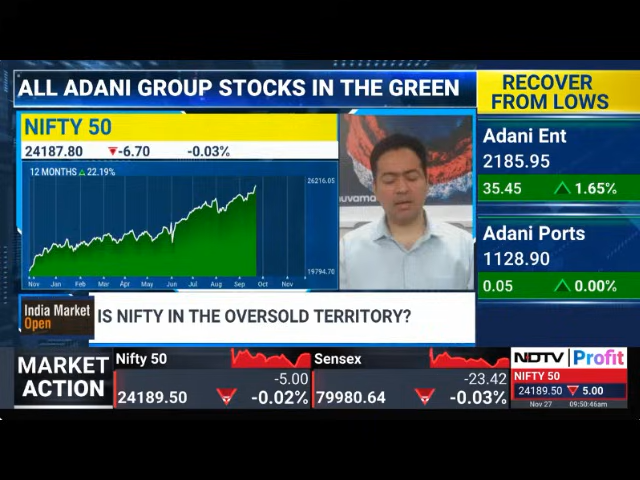 ALL ADANI GROUP STOCKS IN THE GREEN
RECOVER
FROM LOWS
NIFTY 50
24187.80 -6.70 -0.03%
12 MONTHS 22.19%
26216.05
19794.70
Nov Jan Feb Mar Apr May Jun Jul Aug Sep Oct Nov
nuvama
Adani Ent
2185.95
35.45 1.65%
Adani Ports
1128.90
0.05 0.00%
India Market
Open
IS NIFTY IN THE OVERSOLD TERRITORY?
MARKET
ACTION
Nifty 50
-5.00
24189.50 -0.02%
Sensex
-23.42
79980.64 -0.03%
NDTV Profit
NIFTY 50
24189.50 5.00
Nov 27 09:50:46am